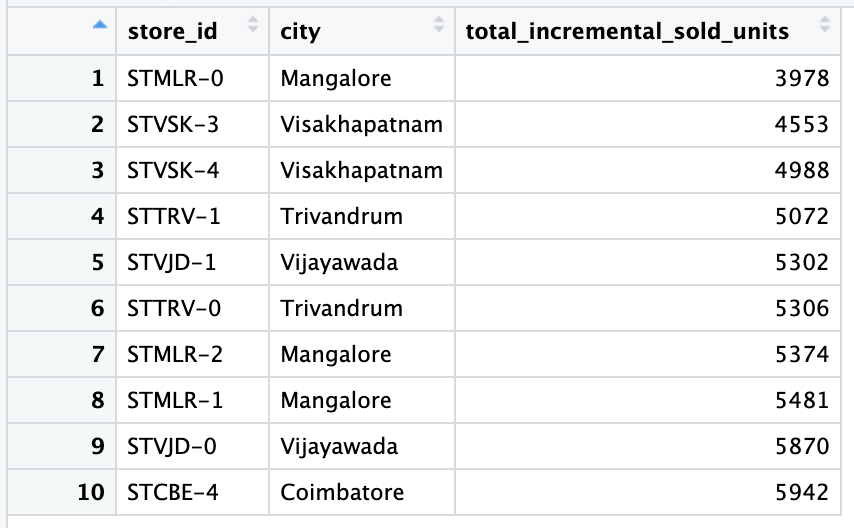 store_id city total_incremental_sold_units
1 STMLR-0 Mangalore 3978
2 STVSK-3 Visakhapatnam 4553
3 STVSK-4 Visakhapatnam 4988
4 STTRV-1 Trivandrum 5072
5 STVJD-1 Vijayawada 5302
6 STTRV-0 Trivandrum 5306
7 STMLR-2 Mangalore 5374
8 STMLR-1 Mangalore 5481
9 STVJD-0 Vijayawada 5870
10 STCBE-4 Coimbatore 5942